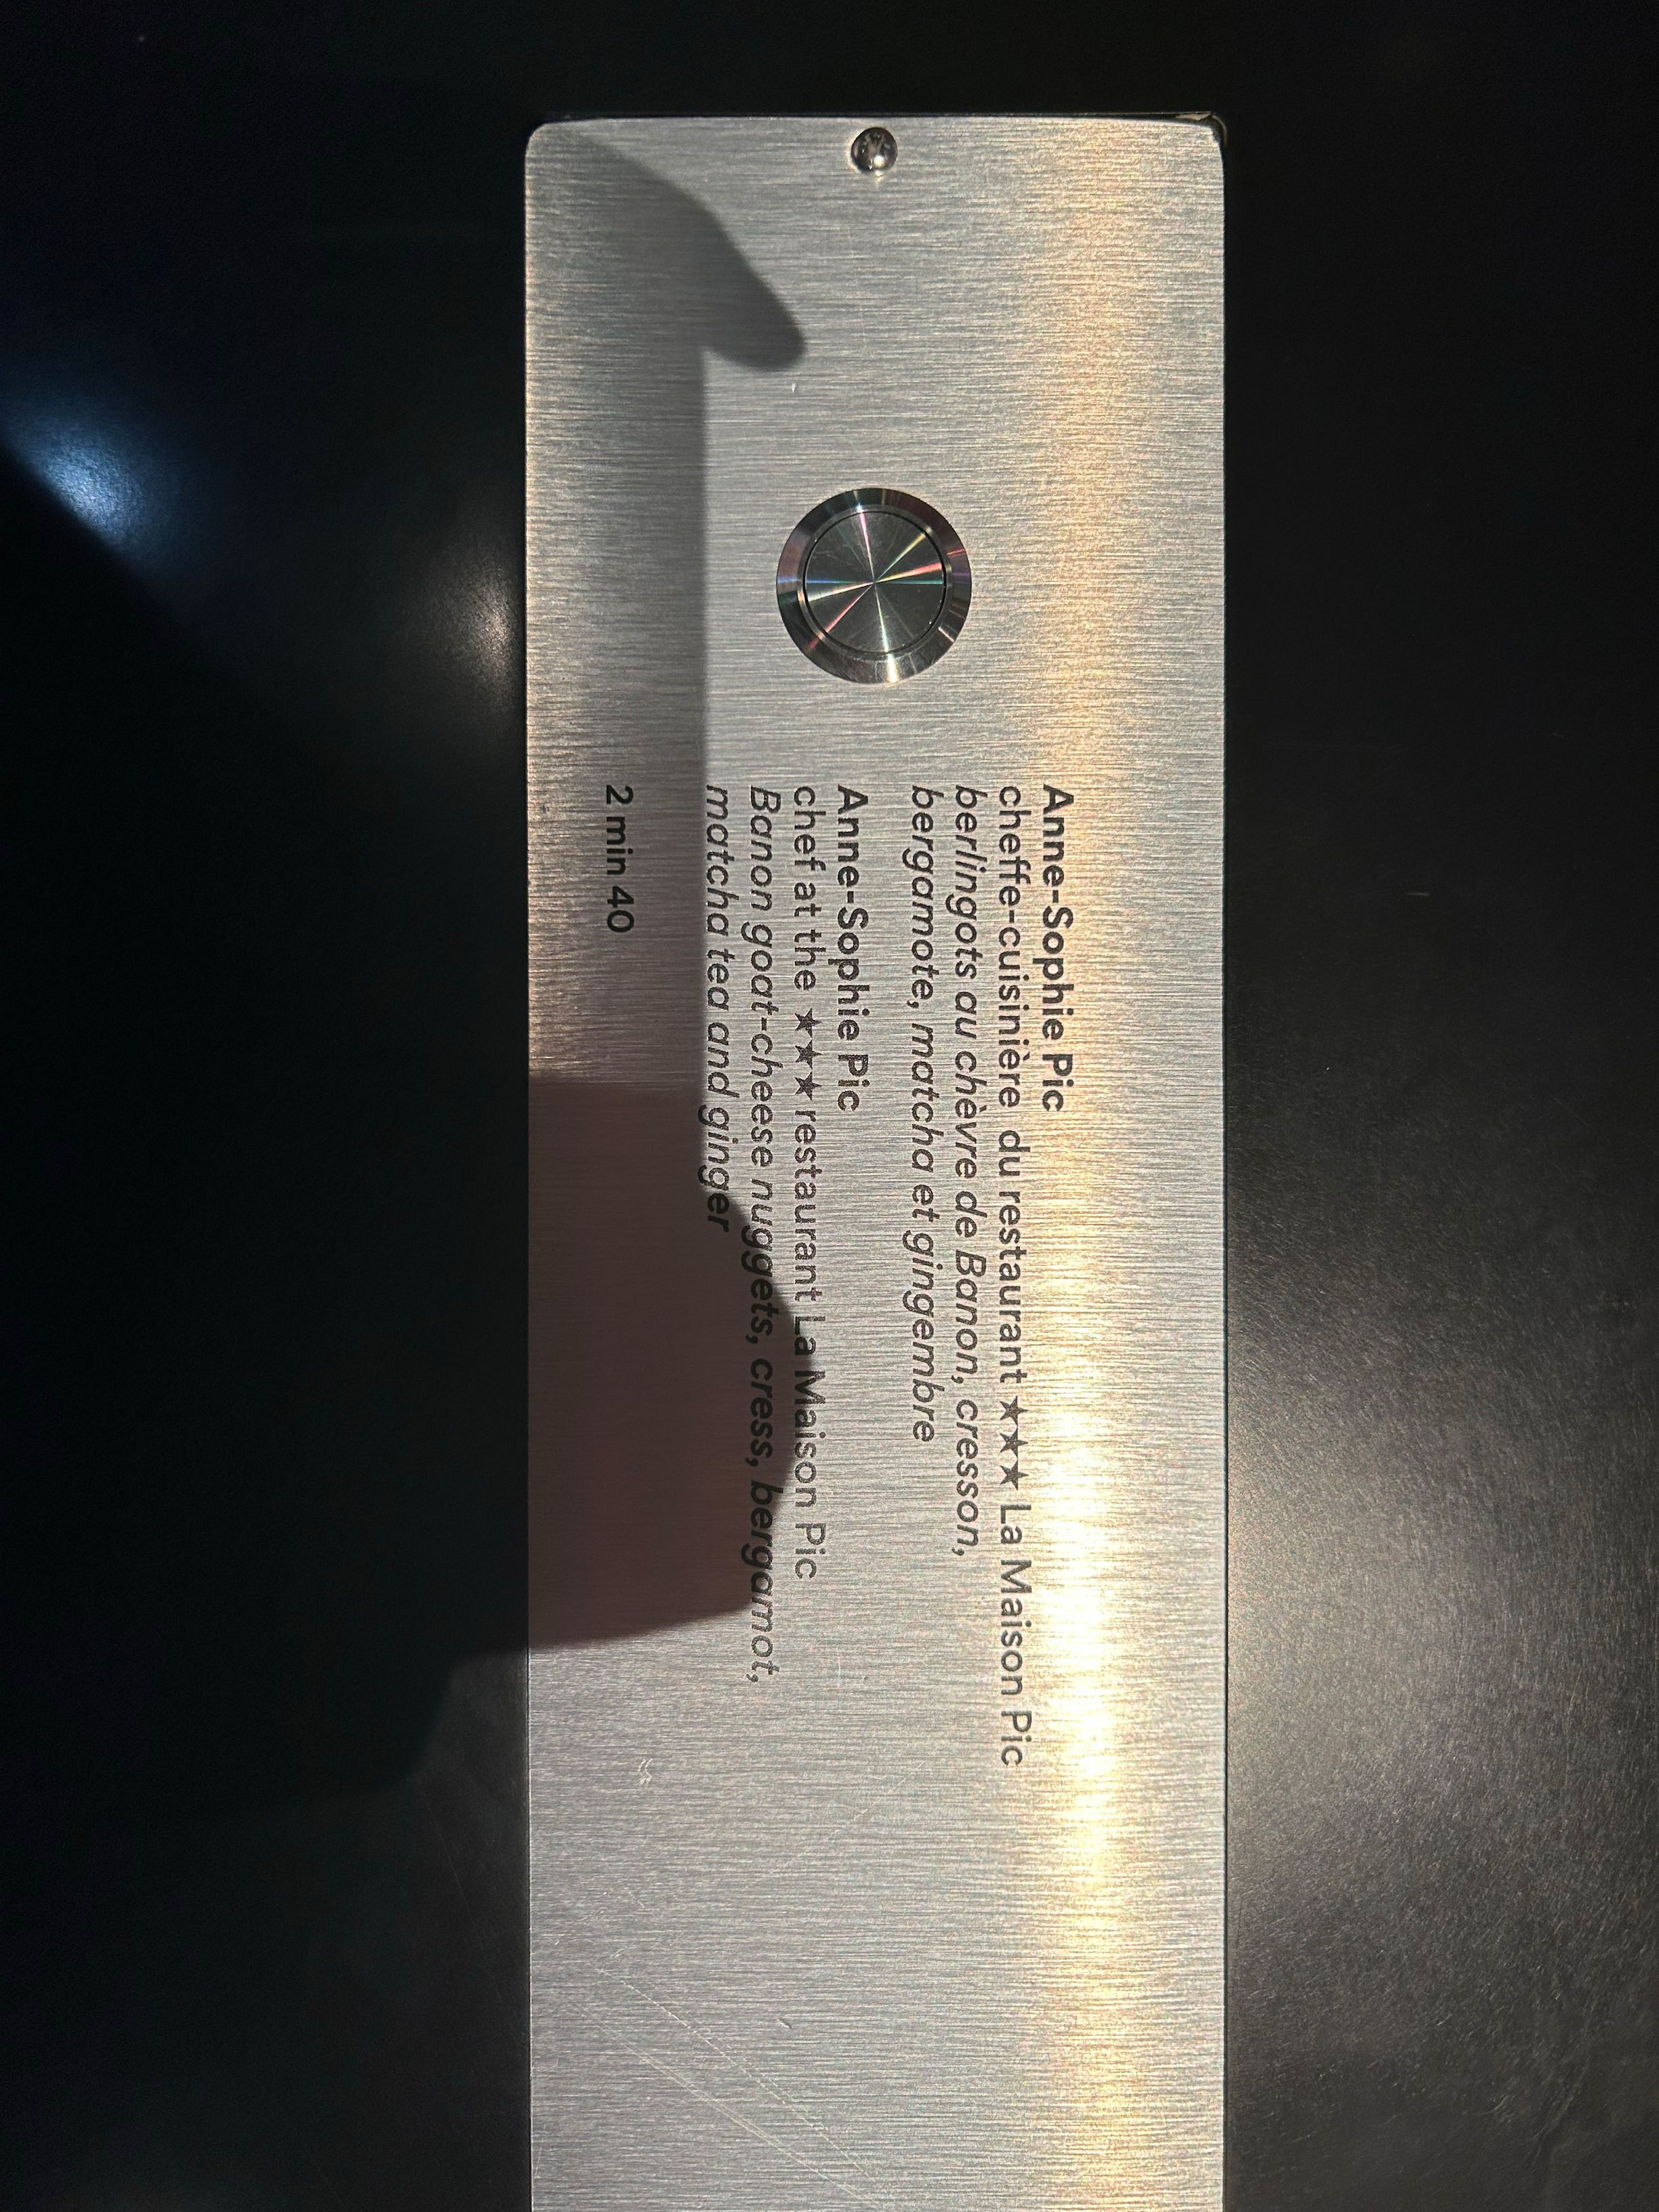 Anne-Sophie Pic
cheffe-cuisinière du restaurant ★★★ La Maison Pic
berlingots au chèvre de Banon, cresson,
bergamote, matcha et gingembre
Anne-Sophie Pic
chef at the ★★★ restaurant La Maison Pic
Banon goat-cheese nuggets, cress, bergamot,
matcha tea and ginger
2 min 40